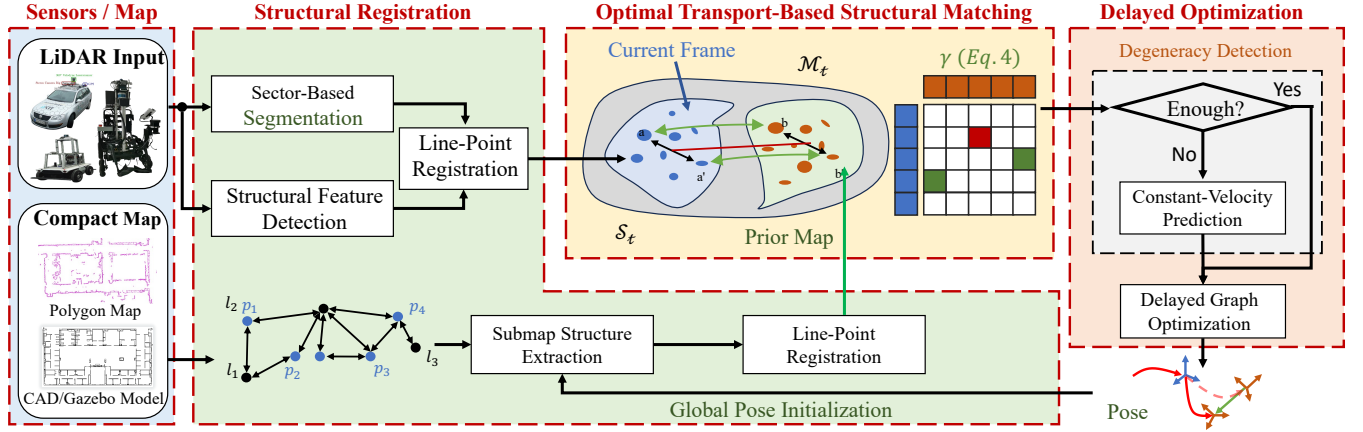 Sensors / Map
Structural Registration
Optimal Transport-Based Structural Matching
Delayed Optimization
LiDAR Input
Compact Map
Polygon Map
CAD/Gazebo Model
Sector-Based
Segmentation
Structural Feature
Detection
Line-Point
Registration
l₂
p₁
p₄
l₁
p₂
p₃
l₃
Submap Structure
Extraction
Line-Point
Registration
Global Pose Initialization
Current Frame
ℳₜ
γ (Eq. 4)
a
b
a'
b'
𝒮ₜ
Prior Map
Degeneracy Detection
Enough?
Yes
No
Constant-Velocity
Prediction
Delayed Graph
Optimization
Pose